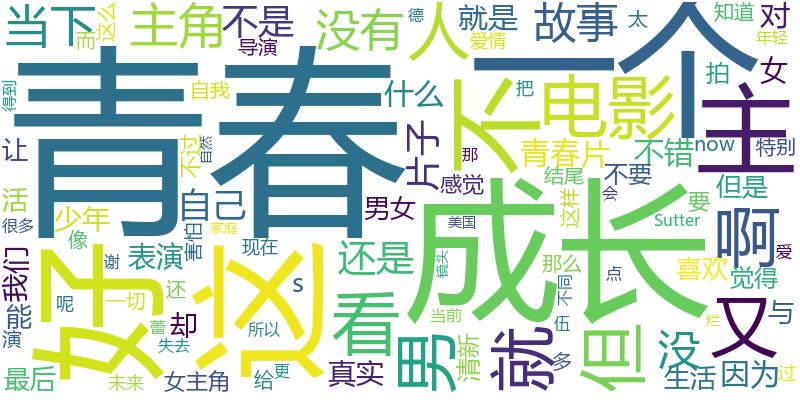 当下
而
这么
主角
不是
导演
没有
人
德
爱情
就是
故事
太
一个
知道
年轻
对
得到
自我
什么
不
电影
拍
把
女
青春
主
让
不过
自然
片子
那
青春片
不错
now
特别
活
很多
少年
自己
男女
感觉
结尾
不要
但是
会
要
Sutter
我们
像
好
表演
害怕
家庭
现在
这
还是
美国
成长
这样
那么
镜头
不同
点
喜欢
觉得
啊
爱
能
演
呢
谢
一切
还
蕾
失去
却
s
所以
看
当前
清新
伍
多
但
没
又
与
烂
最后
未来
女主角
给
更
真实
男
就
生活
因为
过